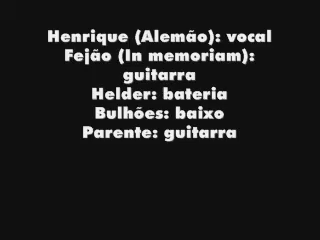 Henrique (Alemão): vocal
Fejão (In memoriam):
guitarra
Helder: bateria
Bulhões: baixo
Parente: guitarra